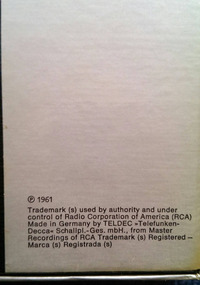 ℗ 1961
Trademark (s) used by authority and under
control of Radio Corporation of America (RCA)
Made in Germany by TELDEC »Telefunken-
Decca« Schallpl.-Ges. mbH., from Master
Recordings of RCA Trademark (s) Registered –
Marca (s) Registrada (s)